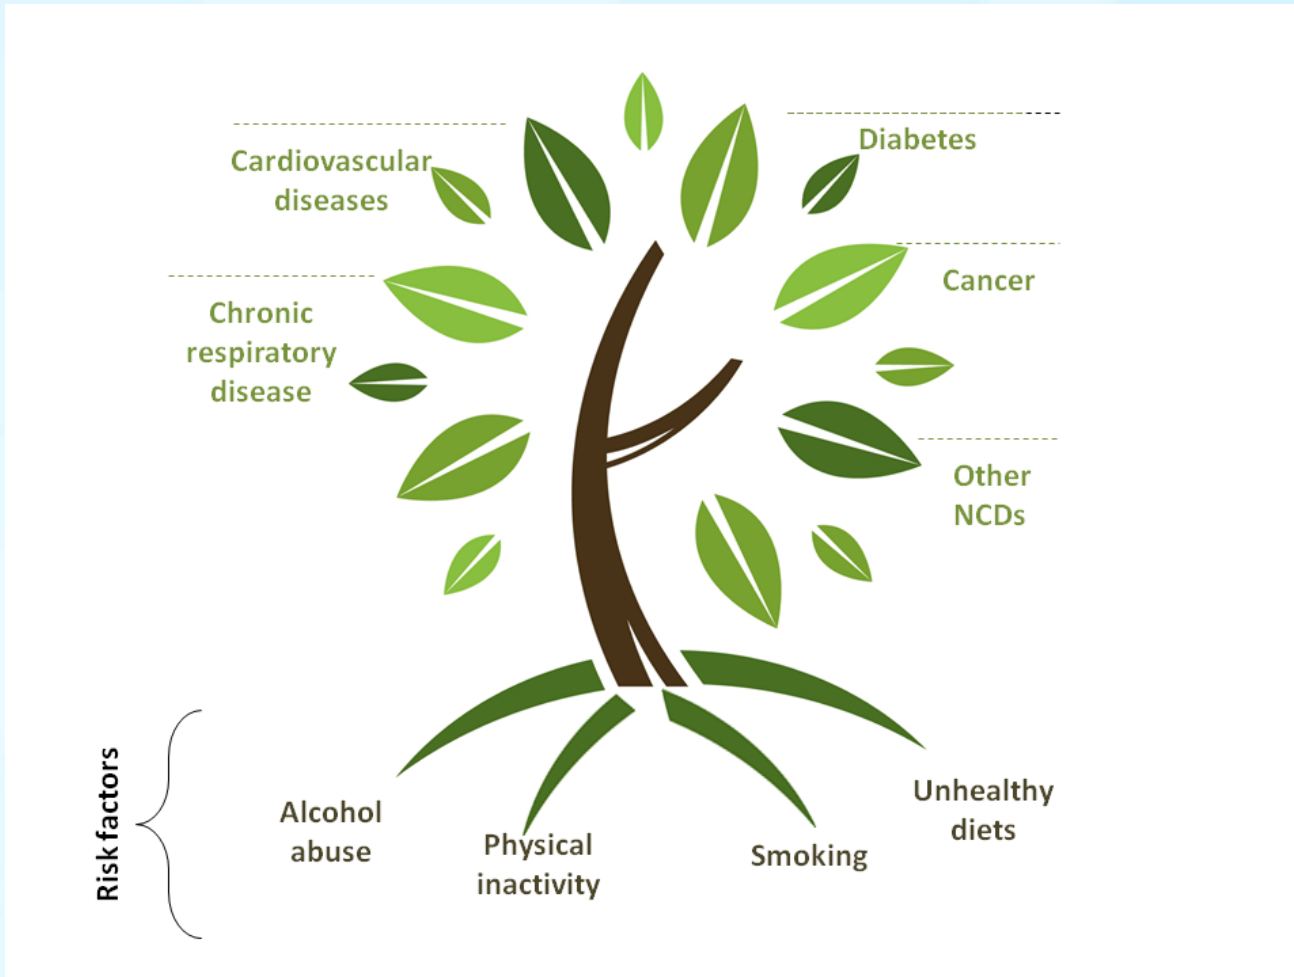 Cardiovascular
diseases
Diabetes
Cancer
Chronic
respiratory
disease
Other
NCDs
Risk factors
Alcohol
abuse
Physical
inactivity
Smoking
Unhealthy
diets